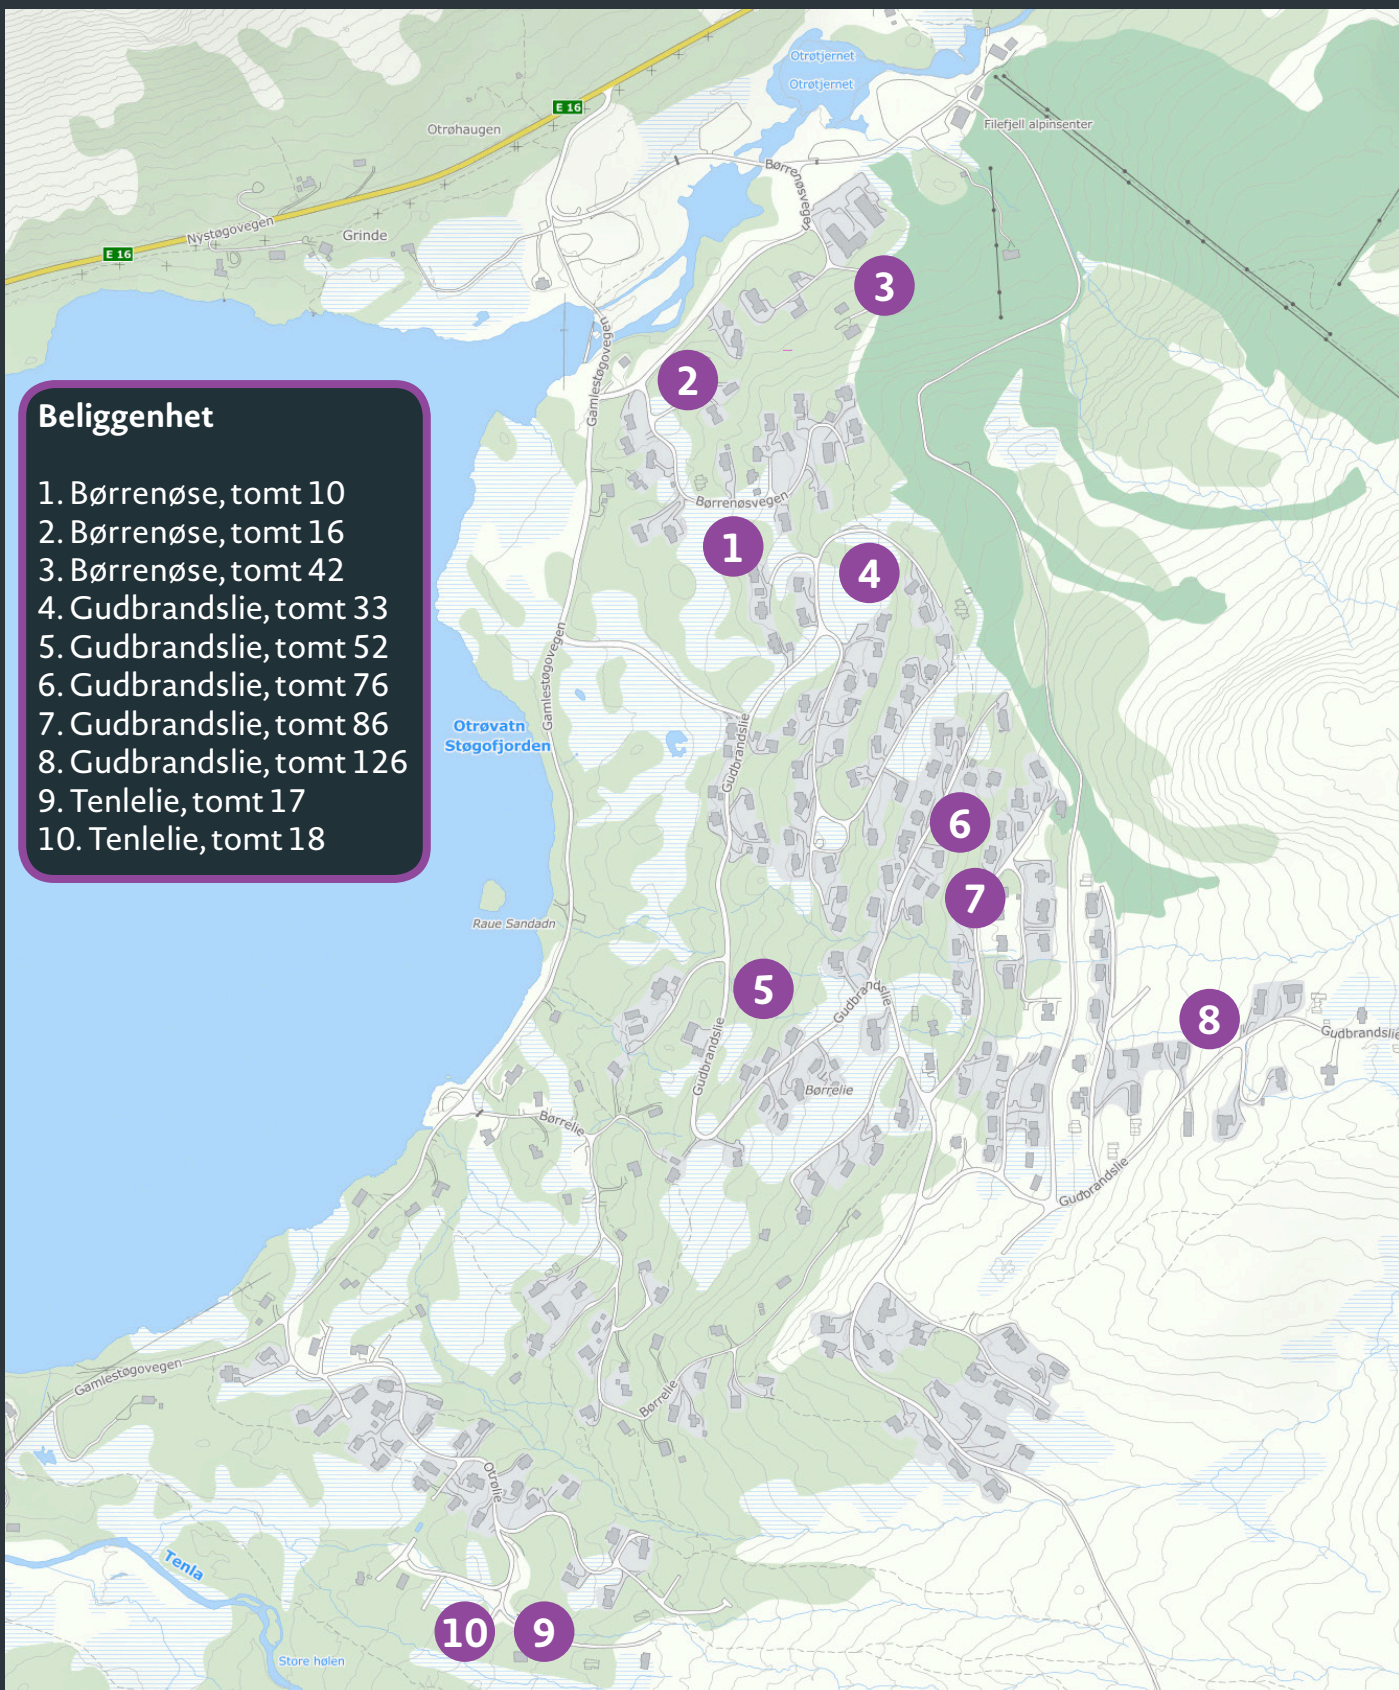 Otrøtjernet
Otrøtjernet
E 16
Otrøhaugen
Filefjell alpinsenter
Børrenøsvegen
Nystøgovegen
Grinde
E 16
3
Gamlestøgovegen
2
Beliggenhet
1. Børrenøse, tomt 10
2. Børrenøse, tomt 16
3. Børrenøse, tomt 42
4. Gudbrandslie, tomt 33
5. Gudbrandslie, tomt 52
6. Gudbrandslie, tomt 76
7. Gudbrandslie, tomt 86
8. Gudbrandslie, tomt 126
9. Tenlelie, tomt 17
10. Tenlelie, tomt 18
Børrenøsvegen
1
4
Gamlestøgovegen
Otrøvatn
Støgofjorden
Gudbrandslie
6
7
Raue Sandadn
5
Gudbrandslie
8
Gudbrandslie
Gudbrandslie
Børrelie
Børrelie
Gudbrandslie
Gamlestøgovegen
Børrelie
Otrølie
Tenla
10
9
Store hølen